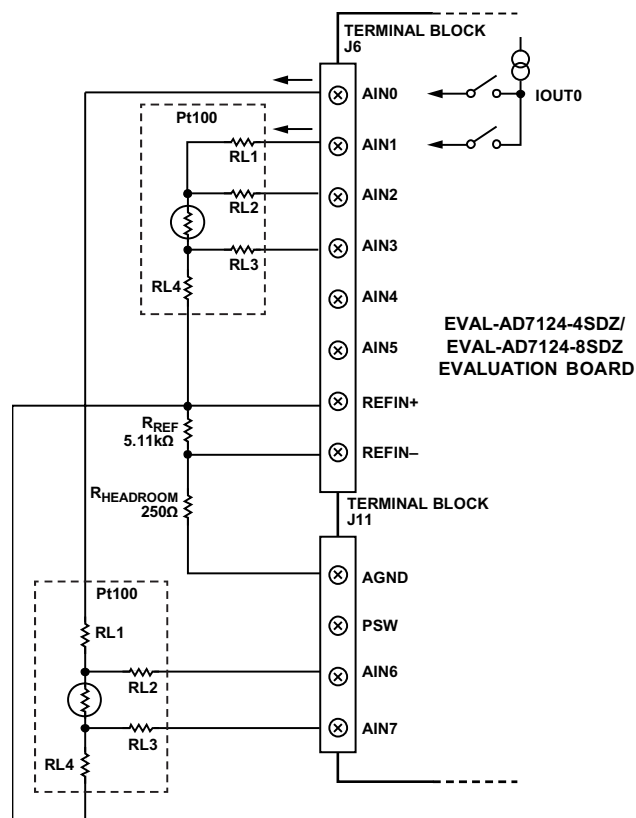 TERMINAL BLOCK
J6
AIN0
IOUT0
Pt100
AIN1
RL1
AIN2
RL2
AIN3
RL3
RL4
AIN4
AIN5
EVAL-AD7124-4SDZ/
EVAL-AD7124-8SDZ
EVALUATION BOARD
REFIN+
RREF
5.11kΩ
REFIN–
RHEADROOM
250Ω
TERMINAL BLOCK
J11
AGND
Pt100
PSW
RL1
AIN6
RL2
AIN7
RL3
RL4